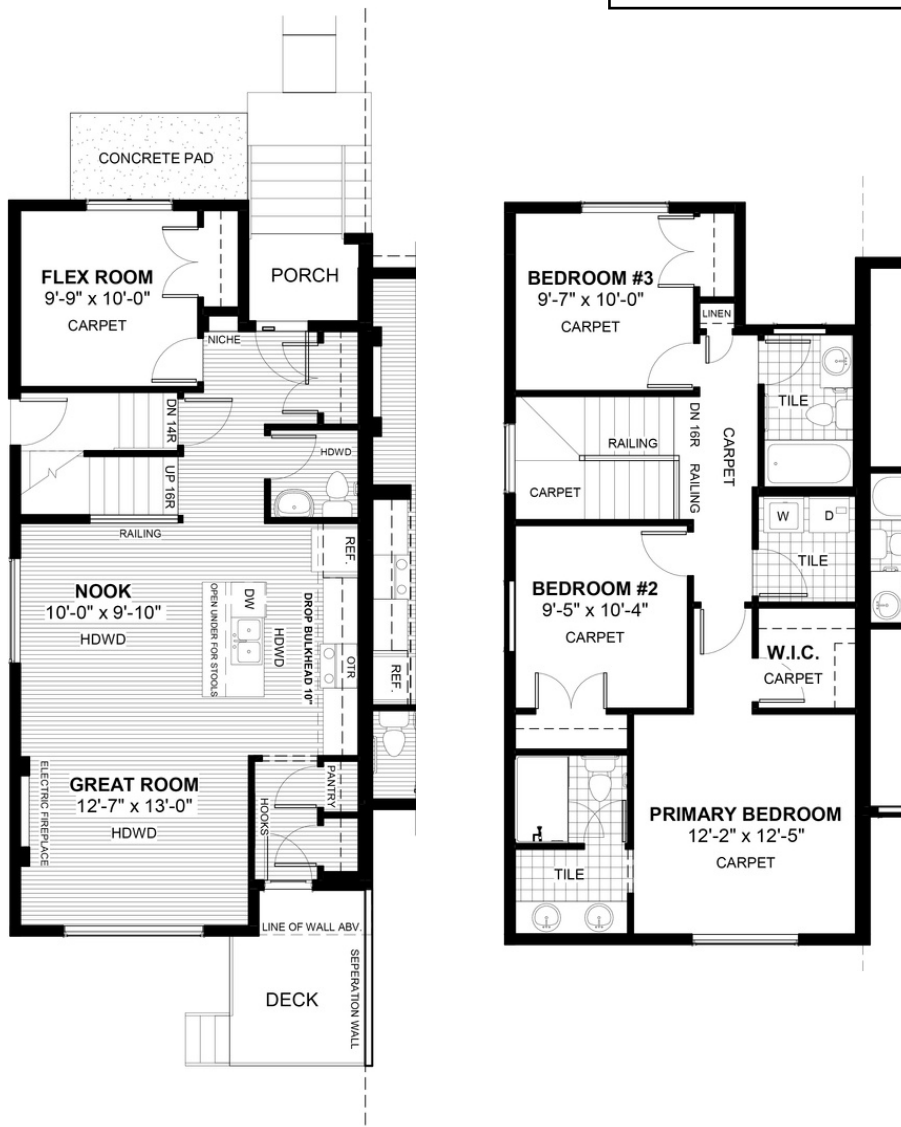 CONCRETE PAD
FLEX ROOM
9'-9" x 10'-0"
CARPET
PORCH
NICHE
DN 14R
UP 16R
HDWD
RAILING
REF.
NOOK
10'-0" x 9'-10"
HDWD
OPEN UNDER FOR STOOLS
DW
HDWD
DROP BULKHEAD 10"
OTR
REF.
GREAT ROOM
12'-7" x 13'-0"
HDWD
ELECTRIC FIREPLACE
HOOKS
PANTRY
LINE OF WALL ABV.
DECK
SEPERATION WALL
BEDROOM #3
9'-7" x 10'-0"
CARPET
LINEN
TILE
DN 16R
RAILING
CARPET
RAILING
CARPET
W
D
TILE
BEDROOM #2
9'-5" x 10'-4"
CARPET
W.I.C.
CARPET
PRIMARY BEDROOM
12'-2" x 12'-5"
CARPET
TILE